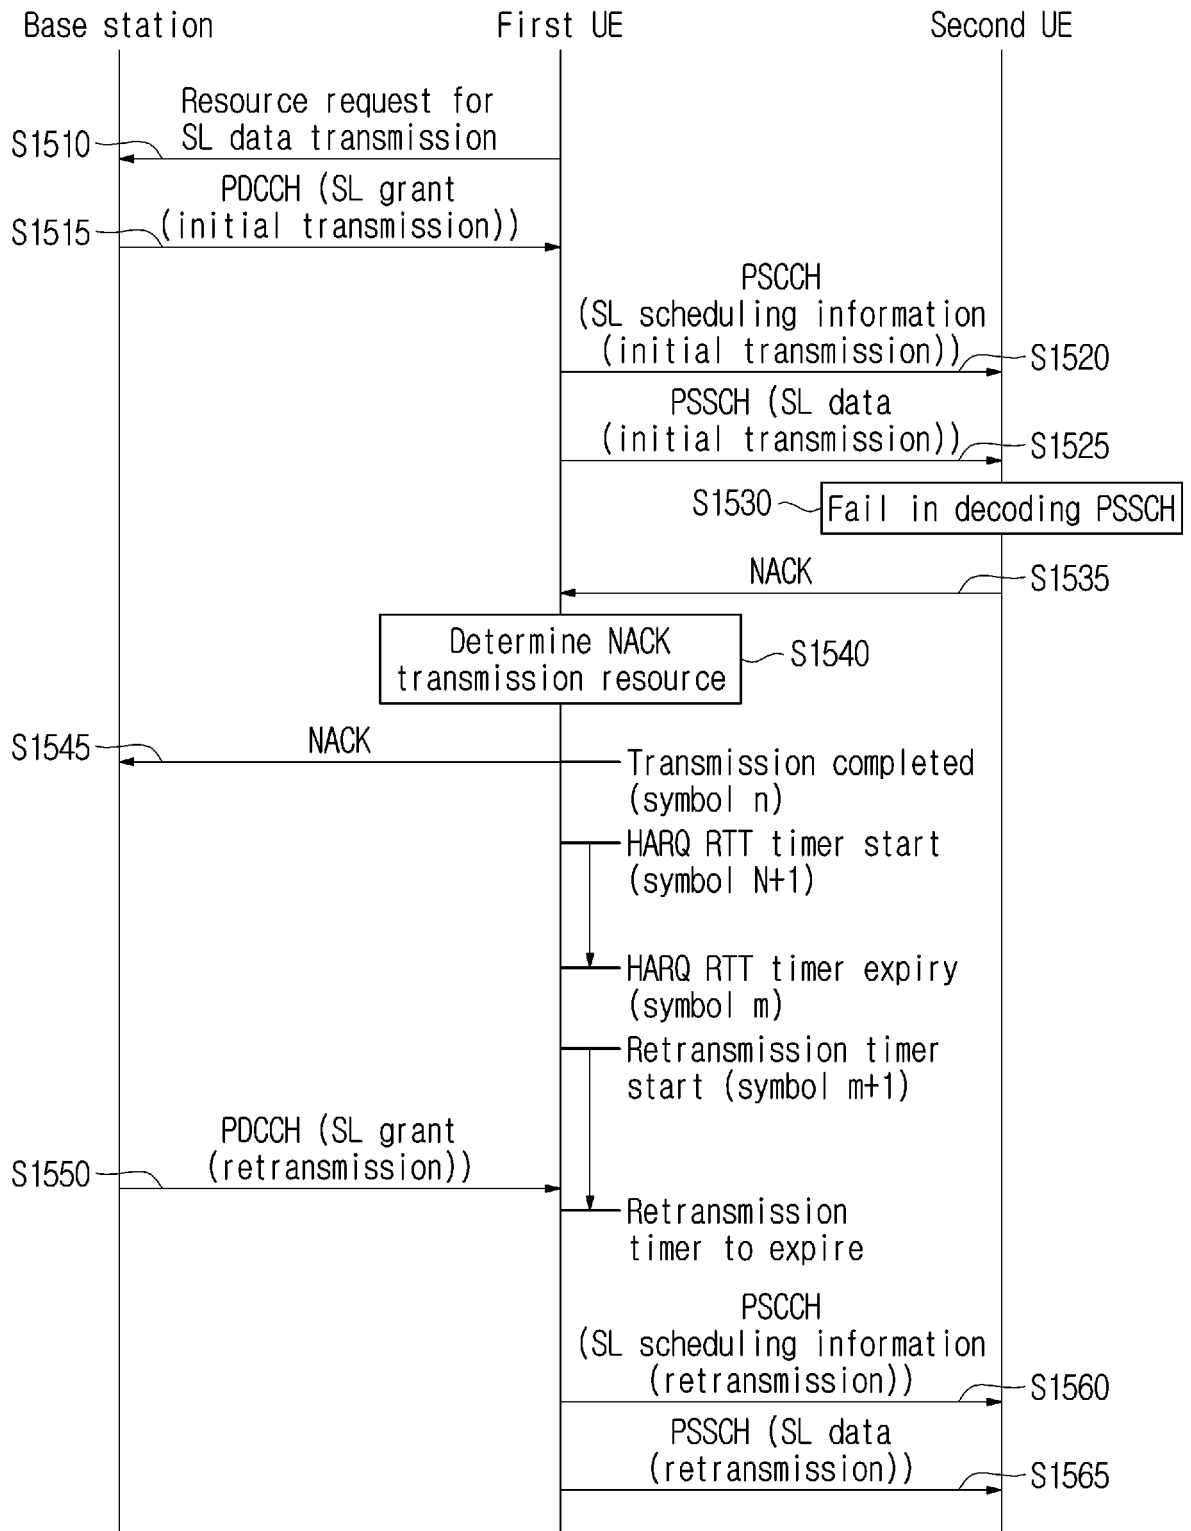 Base station
First UE
Second UE
Resource request for
SL data transmission
S1510
PDCCH (SL grant
(initial transmission))
S1515
PSCCH
(SL scheduling information
(initial transmission))
S1520
PSSCH (SL data
(initial transmission))
S1525
S1530
Fail in decoding PSSCH
NACK
S1535
Determine NACK
transmission resource
S1540
S1545
NACK
Transmission completed
(symbol n)
HARQ RTT timer start
(symbol N+1)
HARQ RTT timer expiry
(symbol m)
Retransmission timer
start (symbol m+1)
PDCCH (SL grant
(retransmission))
S1550
Retransmission
timer to expire
PSCCH
(SL scheduling information
(retransmission))
S1560
PSSCH (SL data
(retransmission))
S1565